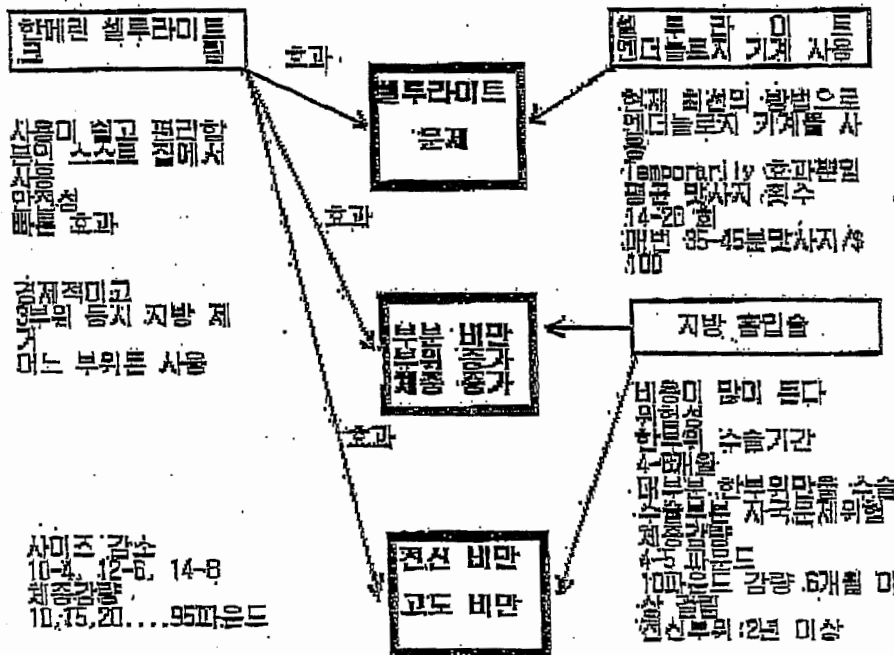 한메린 셀루라이트
크림
셀 루 라 이 트
엔더놀로지 기계 사용
효과
셀루라이트
문제
사용이 쉽고 편리함
본인 스스로 집에서
사용
안전성
빠른 효과
현재 최선의 방법으로
엔더놀로지 기계를 사
용
Temporarily 효과뿐임
평균 맛사지 횟수
14-20 회
매번 35-45분맛사지/$
100
효과
경제적이고
3부위 동시 지방 제
거
어느 부위든 사용
부분 비만
부위 증가
체중 증가
지방 흡입술
효과
비용이 많이 든다
위험성
한부위 수술기간
4-6개월
대부분 한부위만을 수술
수술부분 자국문제위험
체중감량
4-5 파운드
10파운드 감량 6개월 이
상 걸림
전신부위 2년 이상
사이즈 감소
10-4, 12-6, 14-8
체중감량
10,15,20....95파운드
전신 비만
고도 비만